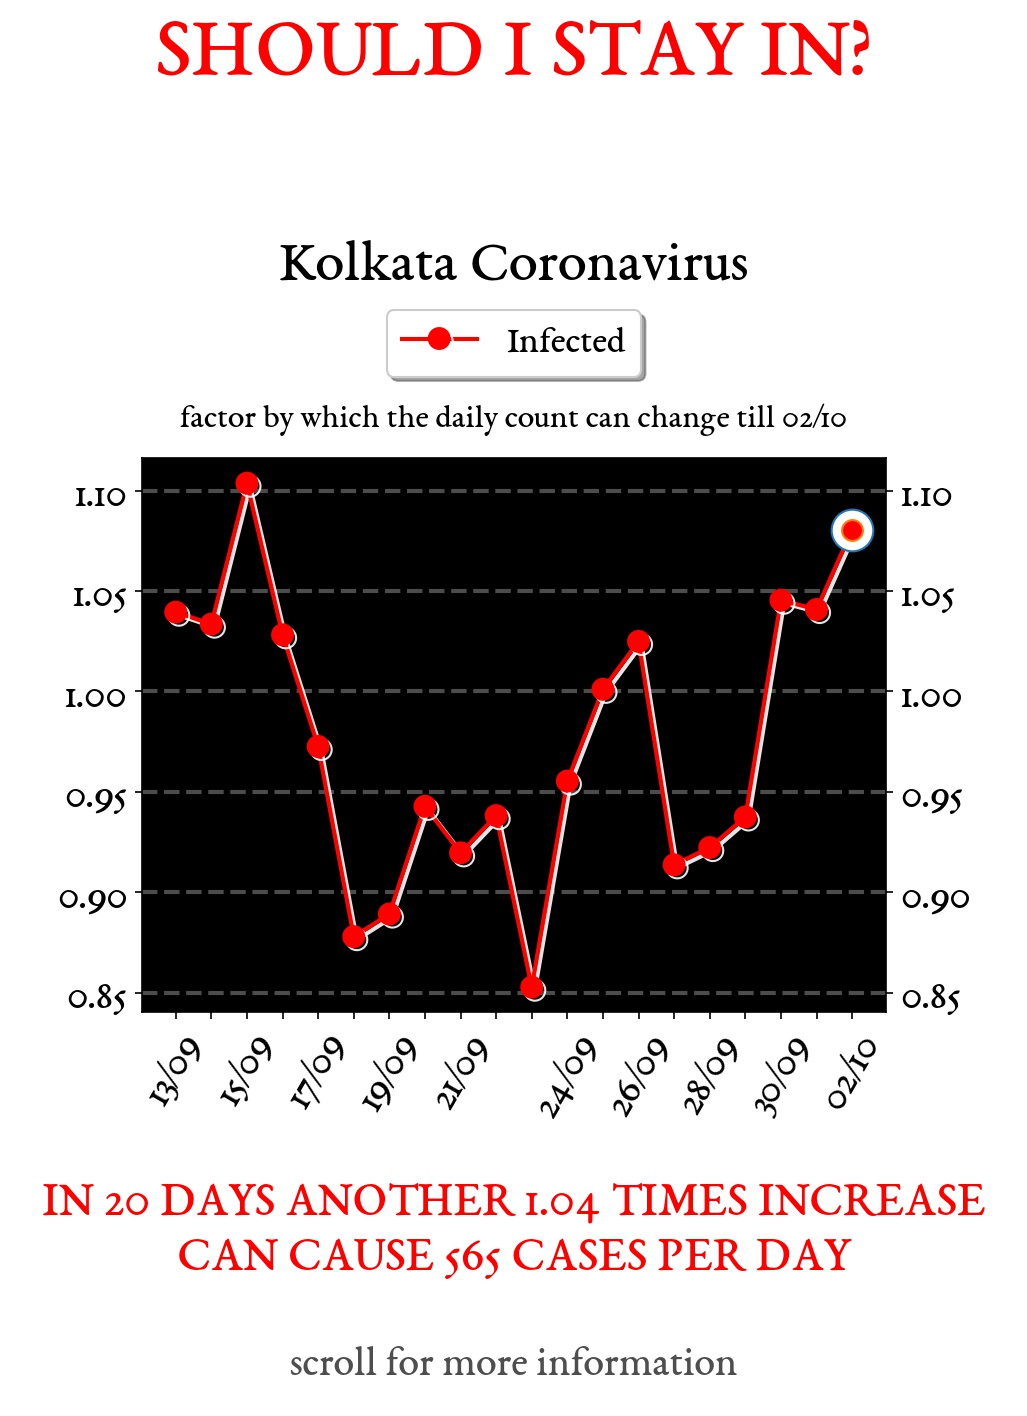 SHOULD I STAY IN?
Kolkata Coronavirus
Infected
factor by which the daily count can change till 02/10
1.10 1.10
1.05 1.05
1.00 1.00
0.95 0.95
0.90 0.90
0.85 0.85
13/09 15/09 17/09 19/09 21/09 24/09 26/09 28/09 30/09 02/10
IN 20 DAYS ANOTHER 1.04 TIMES INCREASE
CAN CAUSE 565 CASES PER DAY
scroll for more information